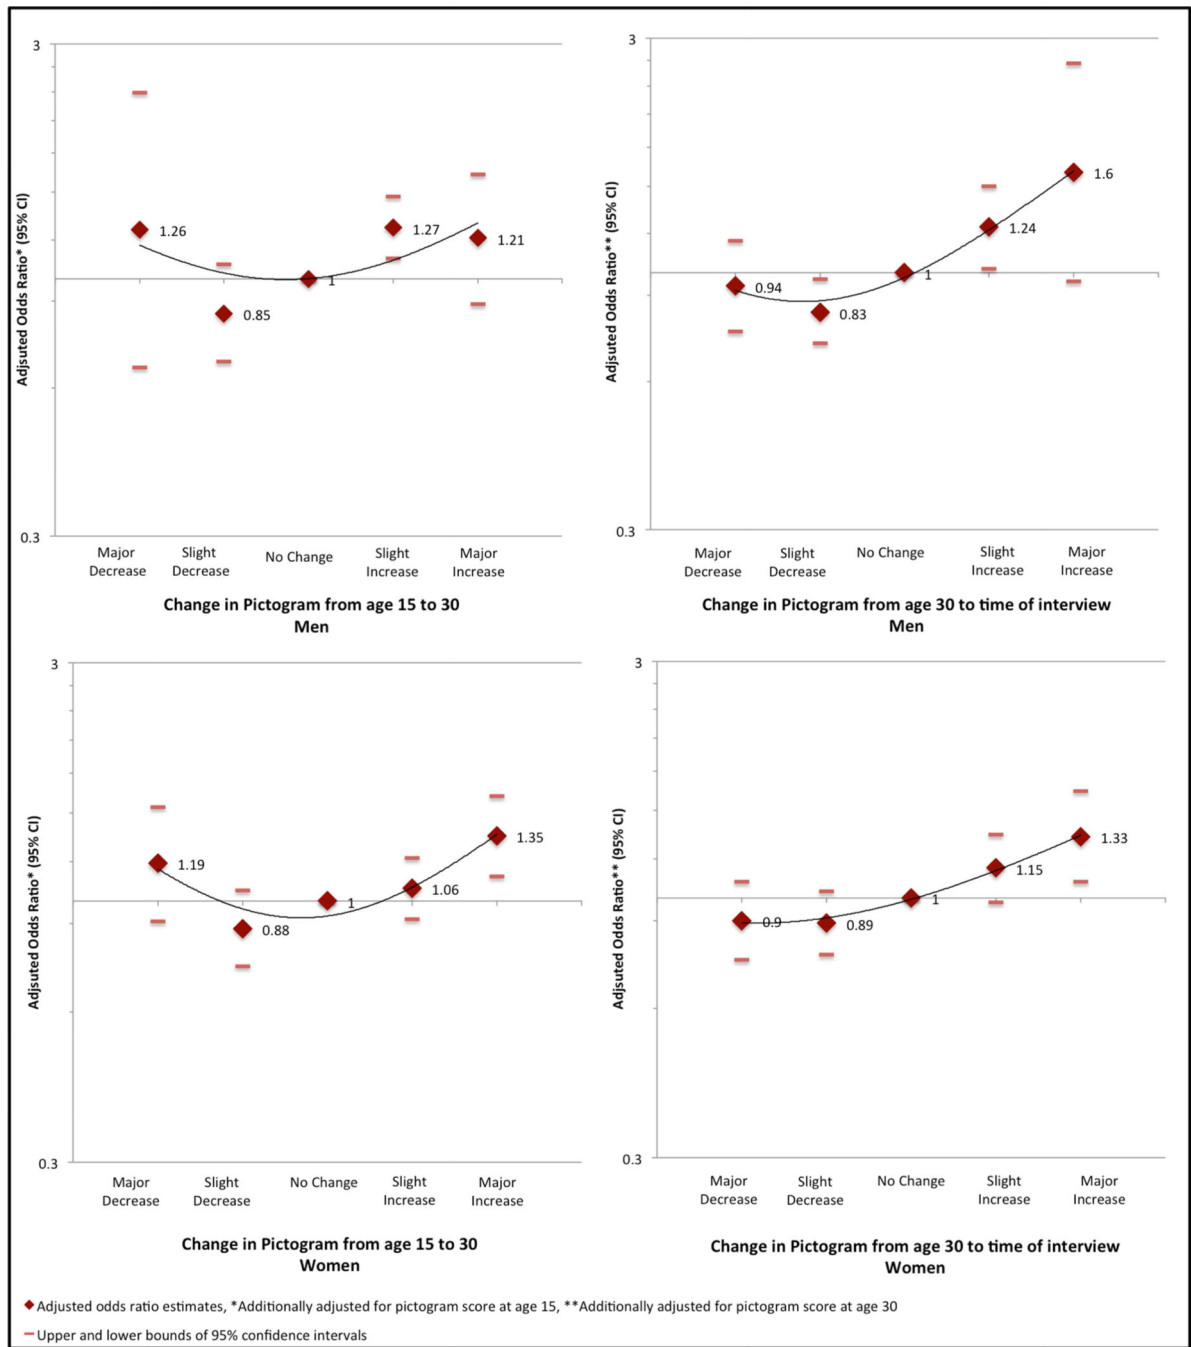 3
Adjsuted Odds Ratio* (95% CI)
1.26
0.85
1
1.27
1.21
0.3
Major Decrease
Slight Decrease
No Change
Slight Increase
Major Increase
Change in Pictogram from age 15 to 30
Men
3
Adjsuted Odds Ratio** (95% CI)
0.94
0.83
1
1.24
1.6
0.3
Major Decrease
Slight Decrease
No Change
Slight Increase
Major Increase
Change in Pictogram from age 30 to time of interview
Men
3
Adjsuted Odds Ratio* (95% CI)
1.19
0.88
1
1.06
1.35
0.3
Major Decrease
Slight Decrease
No Change
Slight Increase
Major Increase
Change in Pictogram from age 15 to 30
Women
3
Adjsuted Odds Ratio** (95% CI)
0.9
0.89
1
1.15
1.33
0.3
Major Decrease
Slight Decrease
No Change
Slight Increase
Major Increase
Change in Pictogram from age 30 to time of interview
Women
Adjusted odds ratio estimates, *Additionally adjusted for pictogram score at age 15, **Additionally adjusted for pictogram score at age 30
Upper and lower bounds of 95% confidence intervals